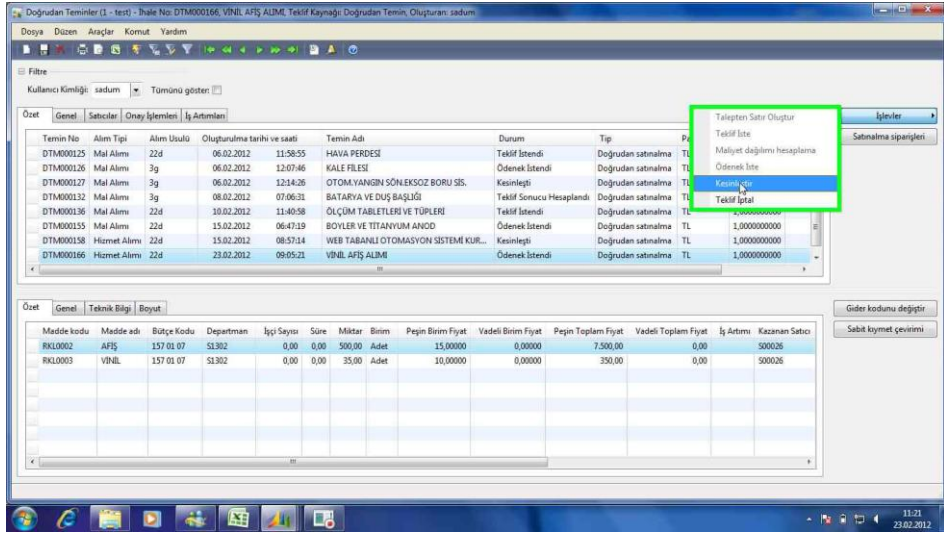 Doğrudan Teminler (1 - test) - İhale No: DTM000166, VİNİL AFİŞ ALIMI, Teklif Kaynağı: Doğrudan Temin, Oluşturan: sadum
Dosya Düzen Araçlar Komut Yardım
Filtre
Kullanıcı Kimliği: sadum Tümünü göster:
Özet Genel Satıcılar Onay İşlemleri İş Artımları
İşlevler
Satınalma siparişleri
Talepten Satır Oluştur
Teklif İste
Maliyet dağılımı hesaplama
Ödenek İste
Kesinleştir
Teklif İptal
Temin No Alım Tipi Alım Usulü Oluşturulma tarihi ve saati Temin Adı Durum Tip Pa
DTM000125 Mal Alımı 22d 06.02.2012 11:58:55 HAVA PERDESİ Teklif İstendi Doğrudan satınalma TL
DTM000126 Mal Alımı 3g 06.02.2012 12:07:46 KALE FİLESİ Ödenek İstendi Doğrudan satınalma TL
DTM000127 Mal Alımı 3g 06.02.2012 12:14:26 OTOM.YANGIN SÖN.EKSOZ BORU SİS. Kesinleşti Doğrudan satınalma TL
DTM000132 Mal Alımı 3g 08.02.2012 07:06:31 BATARYA VE DUŞ BAŞLIĞI Teklif Sonucu Hesaplandı Doğrudan satınalma TL
DTM000136 Mal Alımı 22d 10.02.2012 11:40:58 ÖLÇÜM TABLETLERİ VE TÜPLERİ Teklif İstendi Doğrudan satınalma TL 1,0000000000
DTM000155 Mal Alımı 22d 15.02.2012 06:47:19 BOYLER VE TİTANYUM ANOD Ödenek İstendi Doğrudan satınalma TL 1,0000000000
DTM000158 Hizmet Alımı 22d 15.02.2012 08:57:14 WEB TABANLI OTOMASYON SİSTEMİ KUR... Kesinleşti Doğrudan satınalma TL 1,0000000000
DTM000166 Hizmet Alımı 22d 23.02.2012 09:05:21 VİNİL AFİŞ ALIMI Ödenek İstendi Doğrudan satınalma TL 1,0000000000
Özet Genel Teknik Bilgi Boyut
Gider kodunu değiştir
Sabit kıymet çevirimi
Madde kodu Madde adı Bütçe Kodu Departman İşçi Sayısı Süre Miktar Birim Peşin Birim Fiyat Vadeli Birim Fiyat Peşin Toplam Fiyat Vadeli Toplam Fiyat İş Artımı Kazanan Satıcı
RKL0002 AFİŞ 157 01 07 S1302 0,00 0,00 500,00 Adet 15,00000 0,00000 7.500,00 0,00 S00026
RKL0003 VİNİL 157 01 07 S1302 0,00 0,00 35,00 Adet 10,00000 0,00000 350,00 0,00 S00026
11:21
23.02.2012